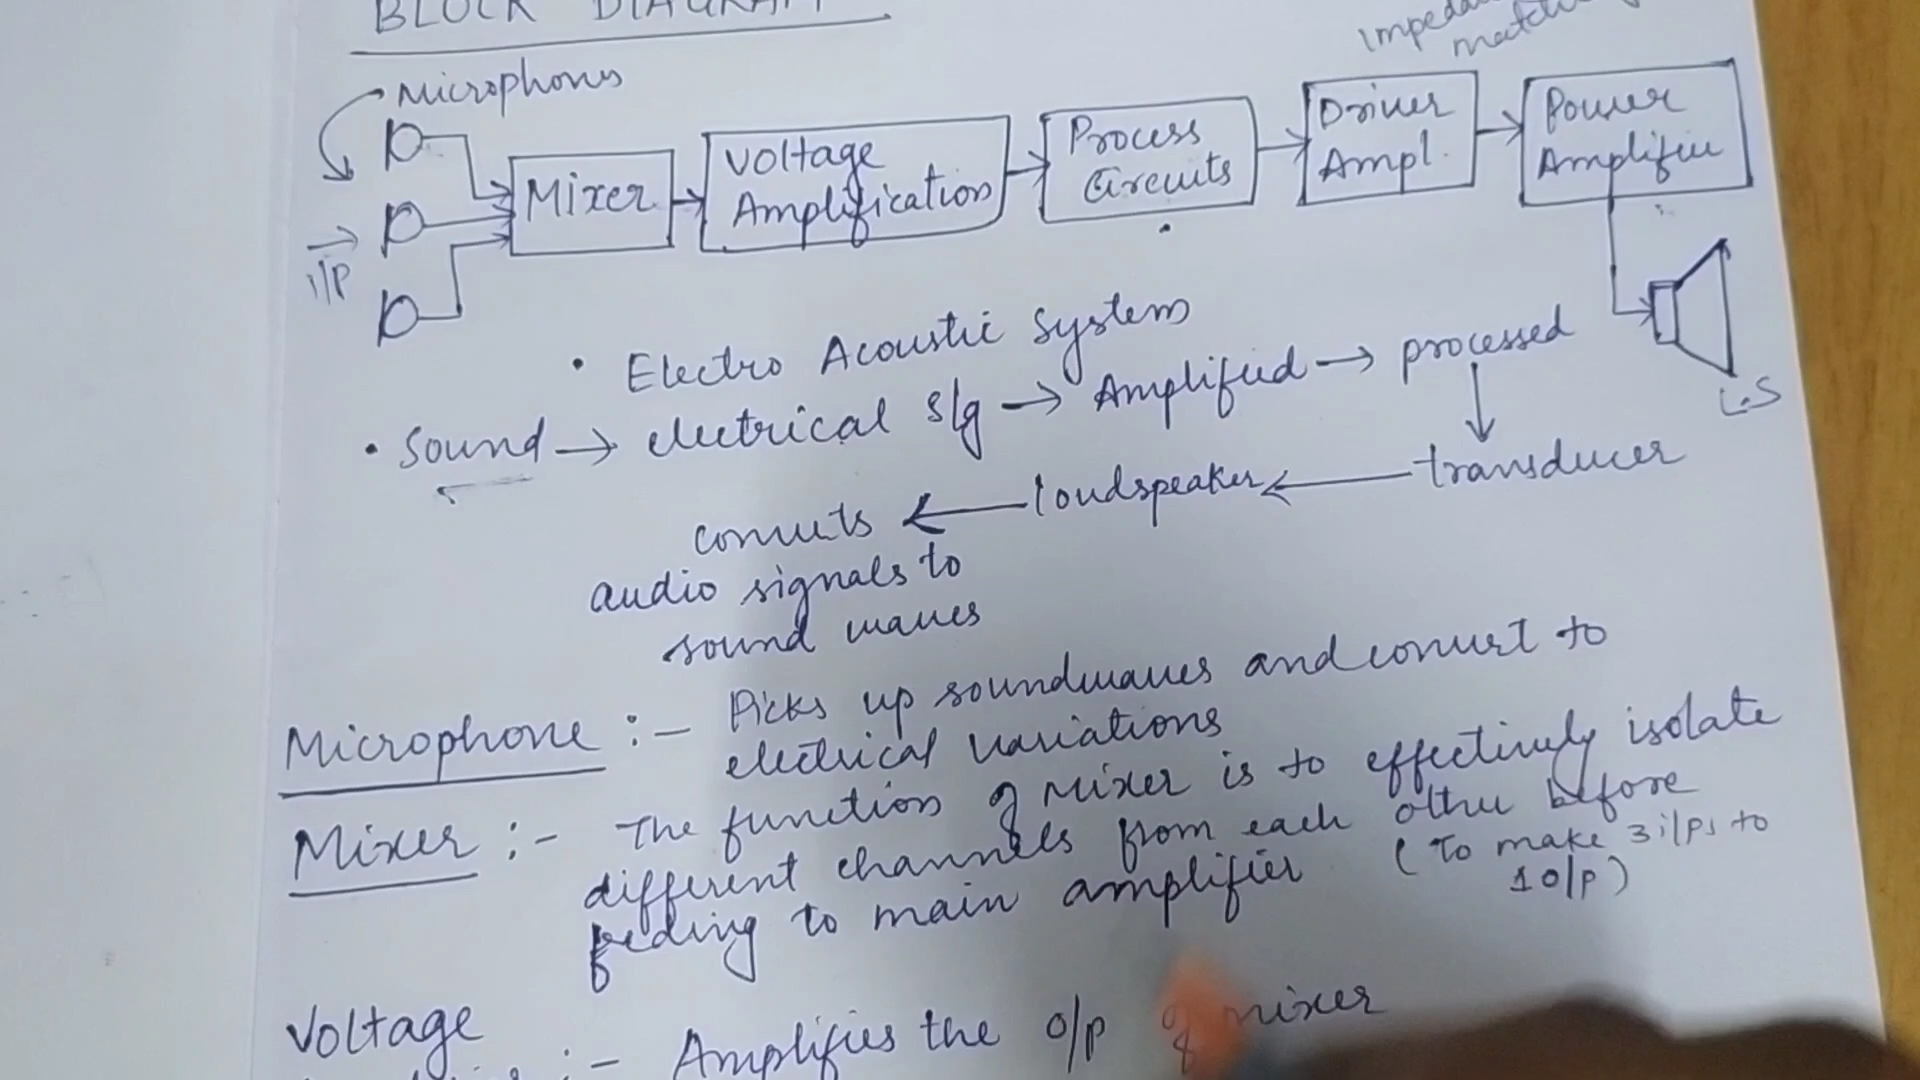 BLOCK DIAGRAM
Impedance
matching
Microphones
i/P
Mixer
Voltage
Amplification
Process
Circuits
Driver
Ampl.
Power
Amplifier
L.S
• Electro Acoustic System
• Sound → electrical s/g → Amplified → processed
↓
converts ← loudspeaker ← transducer
audio signals to
sound waves
Microphone :- Picks up soundwaves and convert to
electrical variations
Mixer :- The function of Mixer is to effectively isolate
different channels from each other before
feeding to main amplifier (To make 3 i/ps to
1 o/p)
Voltage
:- Amplifies the o/p of mixer